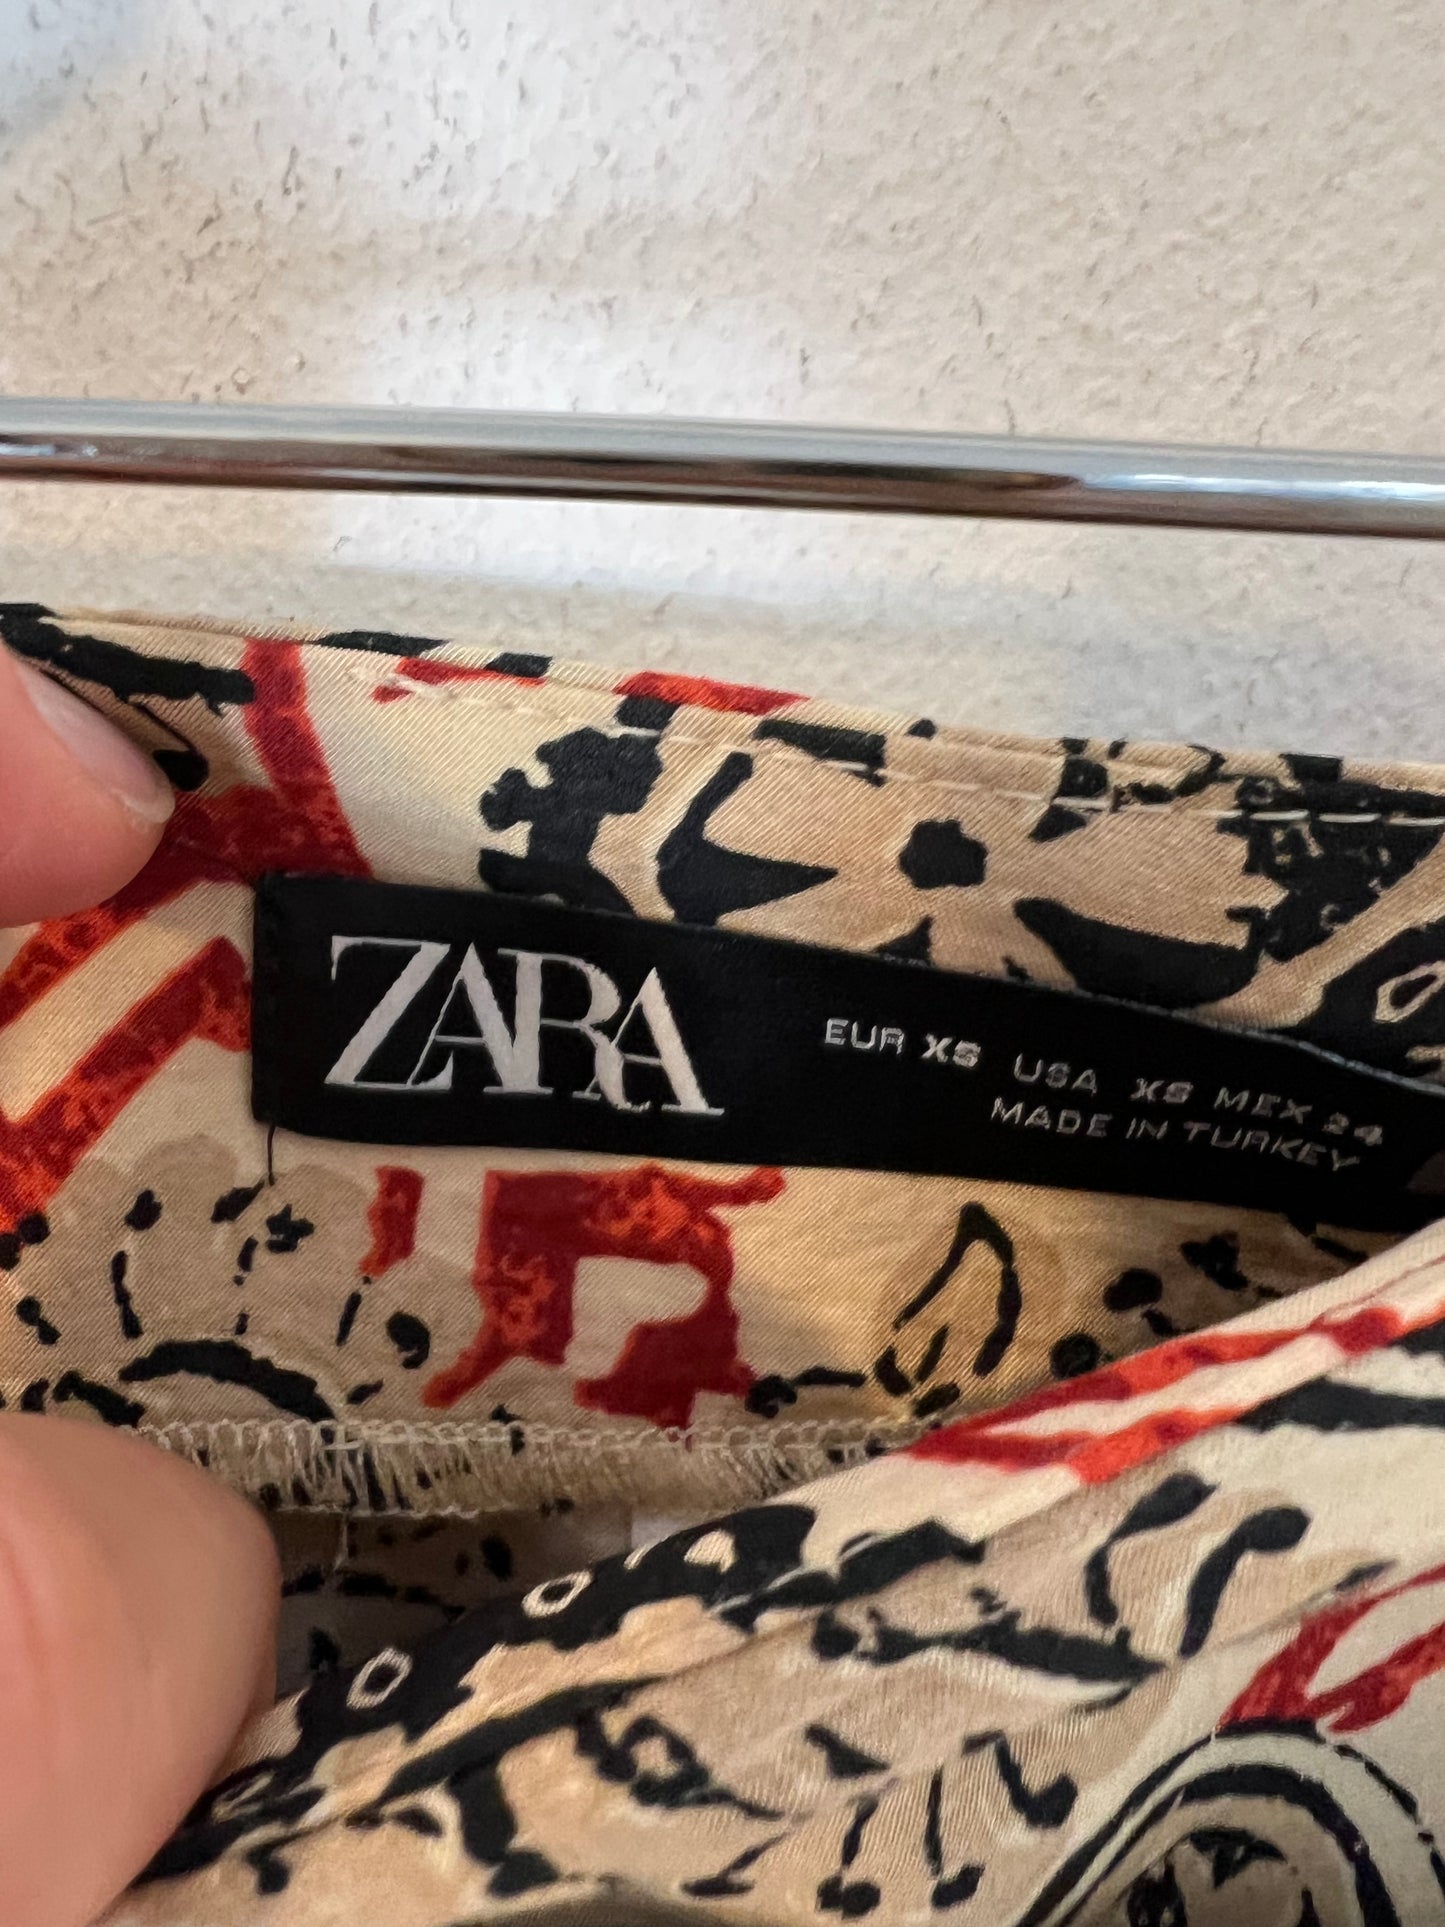 ZARA
EUR XS USA XS MEX 24
MADE IN TURKEY